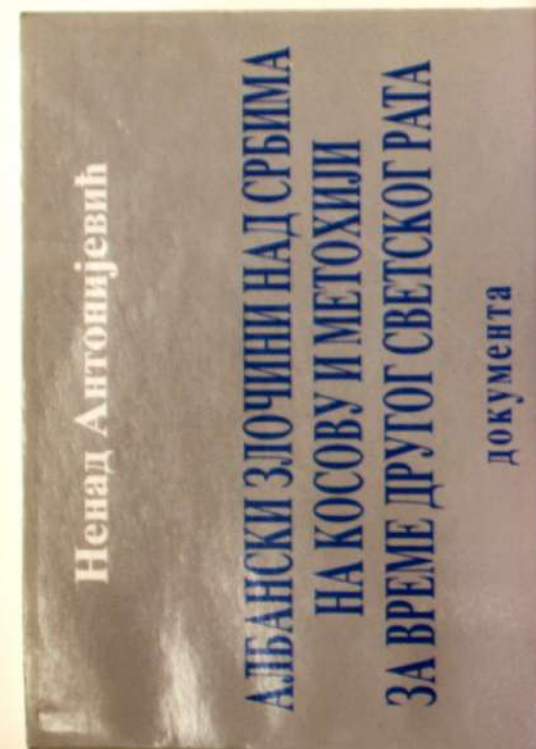 Ненад Антонијевић
АЛБАНСКИ ЗЛОЧИНИ НАД СРБИМА
НА КОСОВУ И МЕТОХИЈИ
ЗА ВРЕМЕ ДРУГОГ СВЕТСКОГ РАТА
документа